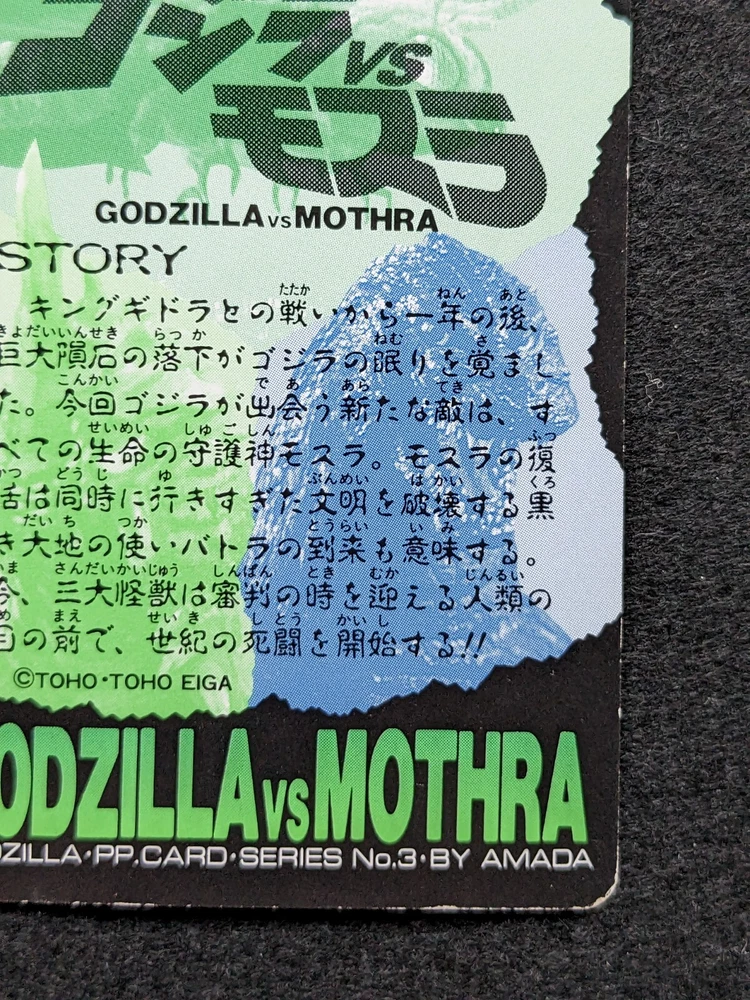 ゴジラVS
モスラ
GODZILLA VS MOTHRA
STORY
キングギドラとの戦いから一年の後、
巨大隕石の落下がゴジラの眠りを覚まし
た。今回ゴジラが出会う新たな敵は、す
べての生命の守護神モスラ。モスラの復
活は同時に行きすぎた文明を破壊する黒
き大地の使いバトラの到来も意味する。
今、三大怪獣は審判の時を迎える人類の
目の前で、世紀の死闘を開始する!!
©TOHO・TOHO EIGA
ODZILLA VS MOTHRA
ZILLA・PP.CARD・SERIES No.3・BY AMADA